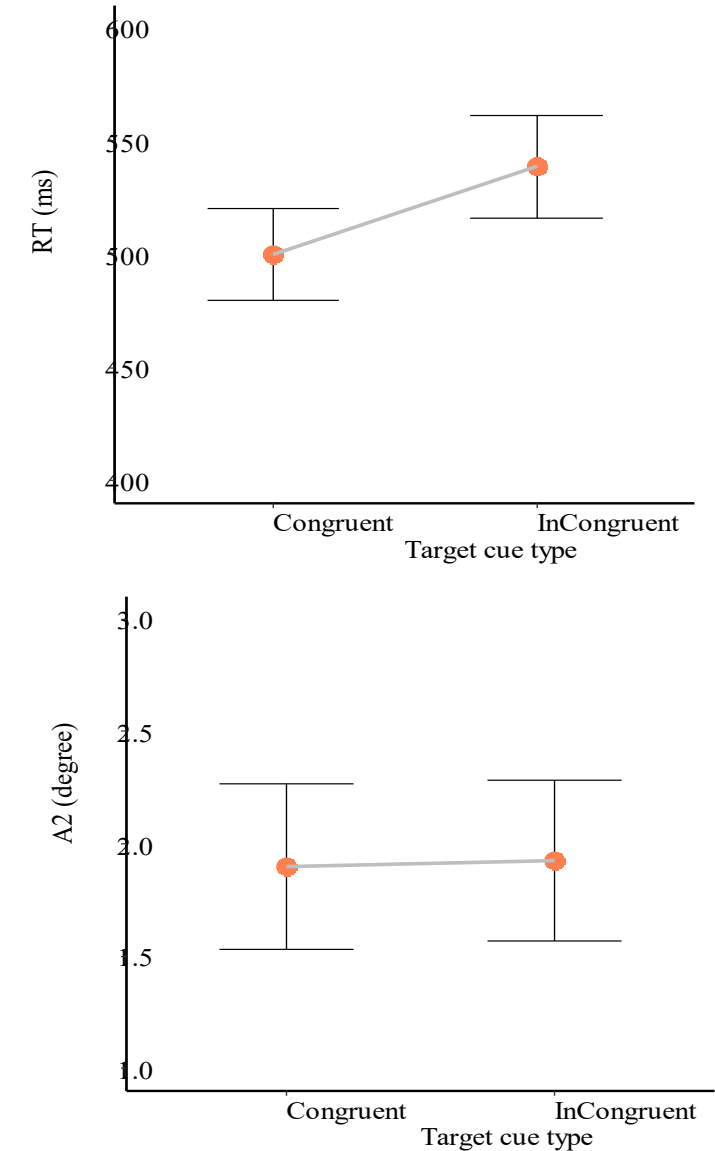 600
550
RT (ms)
500
450
400
Congruent InCongruent
Target cue type
3.0
2.5
A2 (degree)
2.0
1.5
1.0
Congruent InCongruent
Target cue type